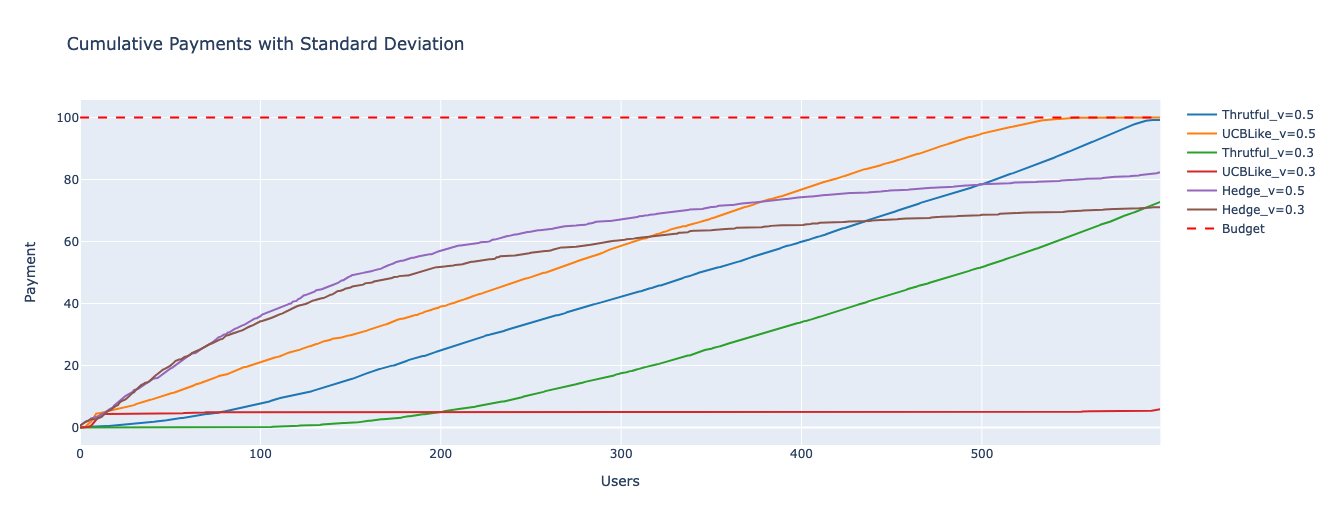 Cumulative Payments with Standard Deviation
Payment
100
80
60
40
20
0
0
100
200
300
400
500
Users
Thrutful_v=0.5
UCBLike_v=0.5
Thrutful_v=0.3
UCBLike_v=0.3
Hedge_v=0.5
Hedge_v=0.3
Budget